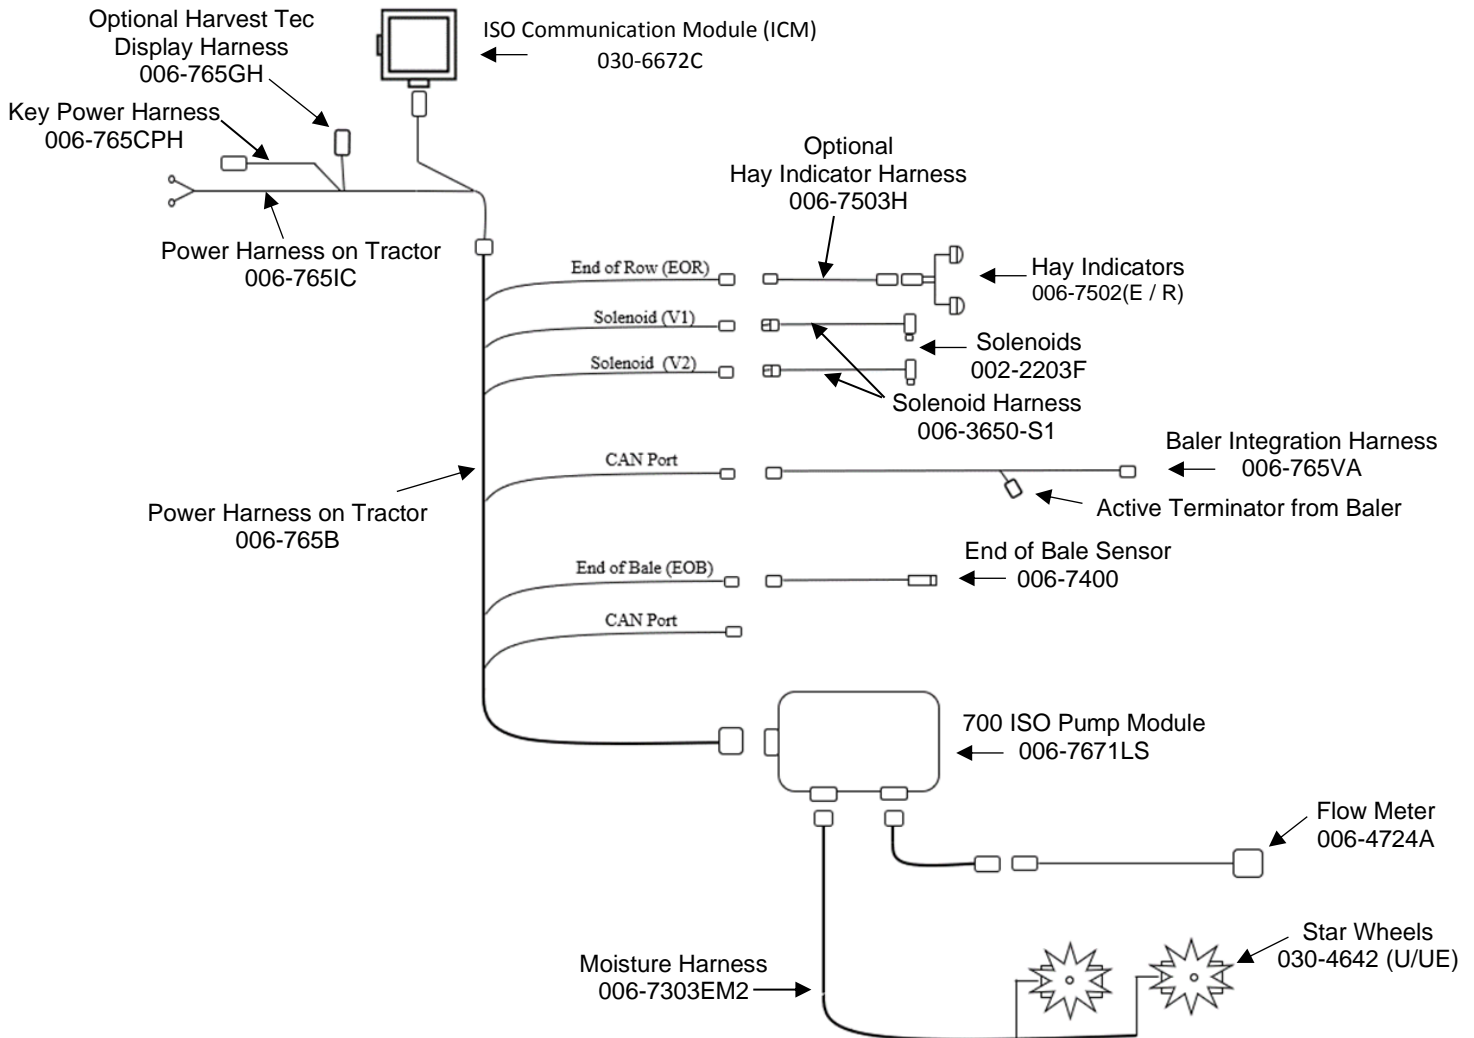 Optional Harvest Tec
Display Harness
006-765GH
ISO Communication Module (ICM)
030-6672C
Key Power Harness
006-765CPH
Optional
Hay Indicator Harness
006-7503H
Power Harness on Tractor
006-765IC
End of Row (EOR)
Hay Indicators
006-7502(E / R)
Solenoid (V1)
Solenoids
002-2203F
Solenoid (V2)
Solenoid Harness
006-3650-S1
CAN Port
Baler Integration Harness
006-765VA
Active Terminator from Baler
Power Harness on Tractor
006-765B
End of Bale (EOB)
End of Bale Sensor
006-7400
CAN Port
700 ISO Pump Module
006-7671LS
Flow Meter
006-4724A
Star Wheels
030-4642 (U/UE)
Moisture Harness
006-7303EM2